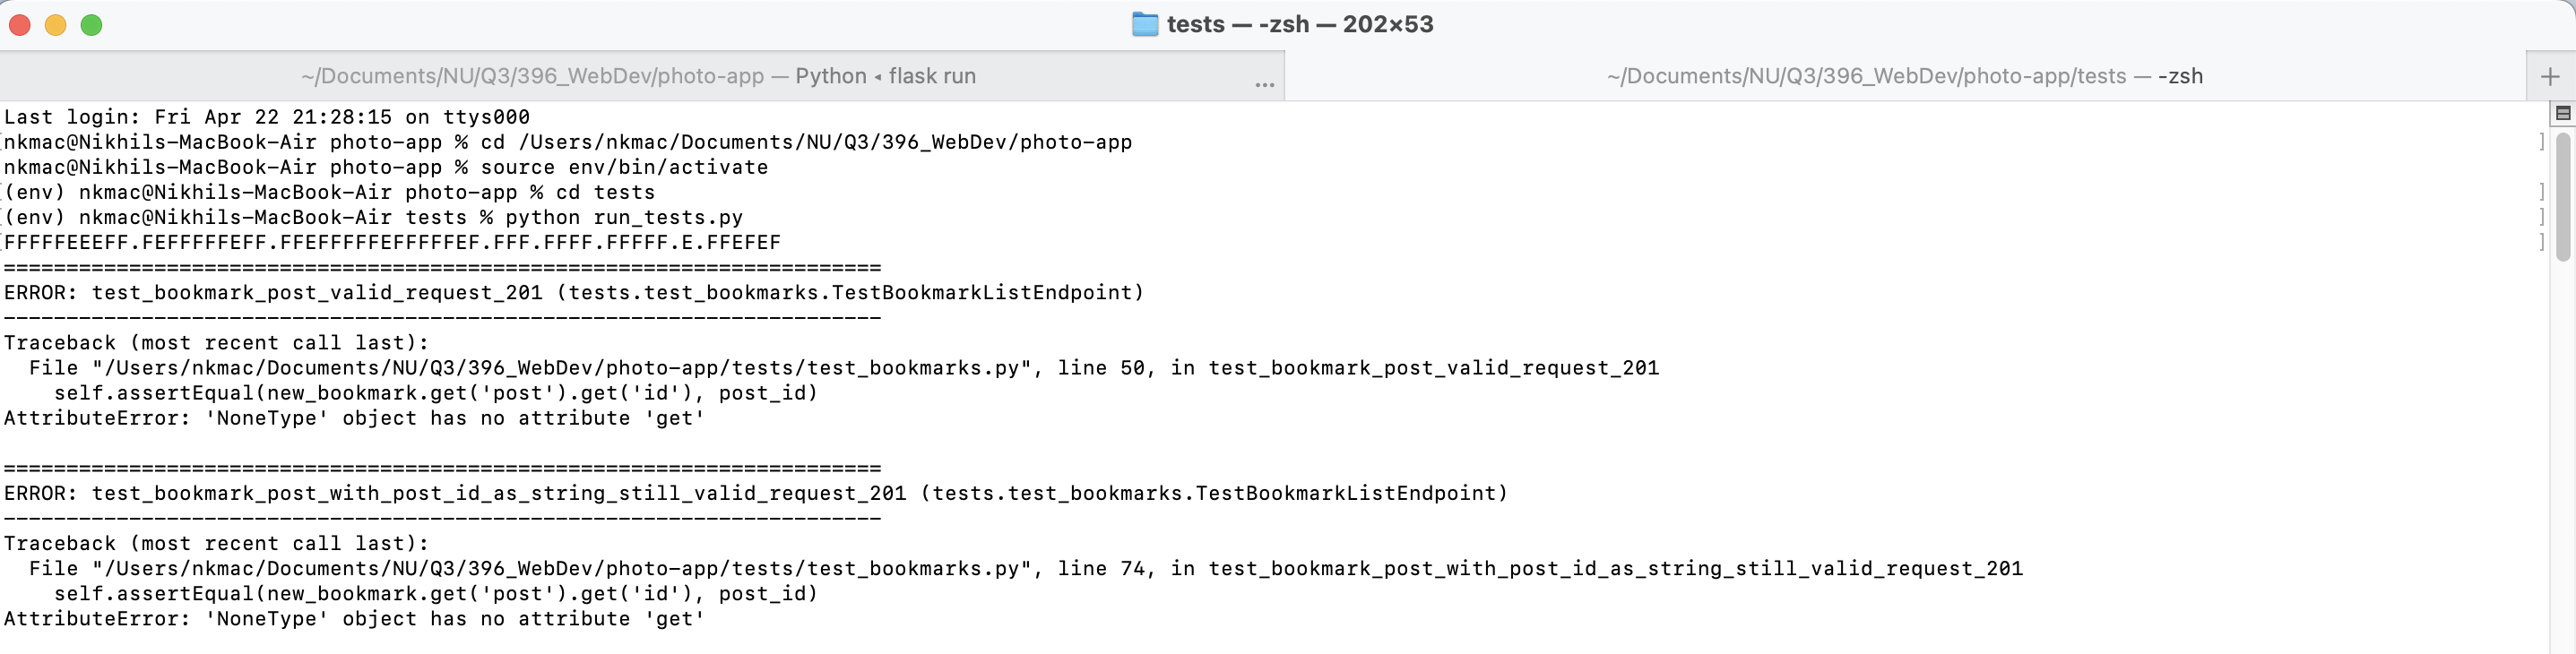 tests — -zsh — 202×53
~/Documents/NU/Q3/396_WebDev/photo-app — Python ◂ flask run ...
~/Documents/NU/Q3/396_WebDev/photo-app/tests — -zsh +
Last login: Fri Apr 22 21:28:15 on ttys000
[nkmac@Nikhils-MacBook-Air photo-app % cd /Users/nkmac/Documents/NU/Q3/396_WebDev/photo-app ]
nkmac@Nikhils-MacBook-Air photo-app % source env/bin/activate
[(env) nkmac@Nikhils-MacBook-Air photo-app % cd tests ]
[(env) nkmac@Nikhils-MacBook-Air tests % python run_tests.py ]
[FFFFFEEEFF.FEFFFFFEFF.FFEFFFFFEFFFFFEF.FFF.FFFF.FFFFF.E.FFEFEF ]
======================================================================
ERROR: test_bookmark_post_valid_request_201 (tests.test_bookmarks.TestBookmarkListEndpoint)
----------------------------------------------------------------------
Traceback (most recent call last):
  File "/Users/nkmac/Documents/NU/Q3/396_WebDev/photo-app/tests/test_bookmarks.py", line 50, in test_bookmark_post_valid_request_201
    self.assertEqual(new_bookmark.get('post').get('id'), post_id)
AttributeError: 'NoneType' object has no attribute 'get'
======================================================================
ERROR: test_bookmark_post_with_post_id_as_string_still_valid_request_201 (tests.test_bookmarks.TestBookmarkListEndpoint)
----------------------------------------------------------------------
Traceback (most recent call last):
  File "/Users/nkmac/Documents/NU/Q3/396_WebDev/photo-app/tests/test_bookmarks.py", line 74, in test_bookmark_post_with_post_id_as_string_still_valid_request_201
    self.assertEqual(new_bookmark.get('post').get('id'), post_id)
AttributeError: 'NoneType' object has no attribute 'get'